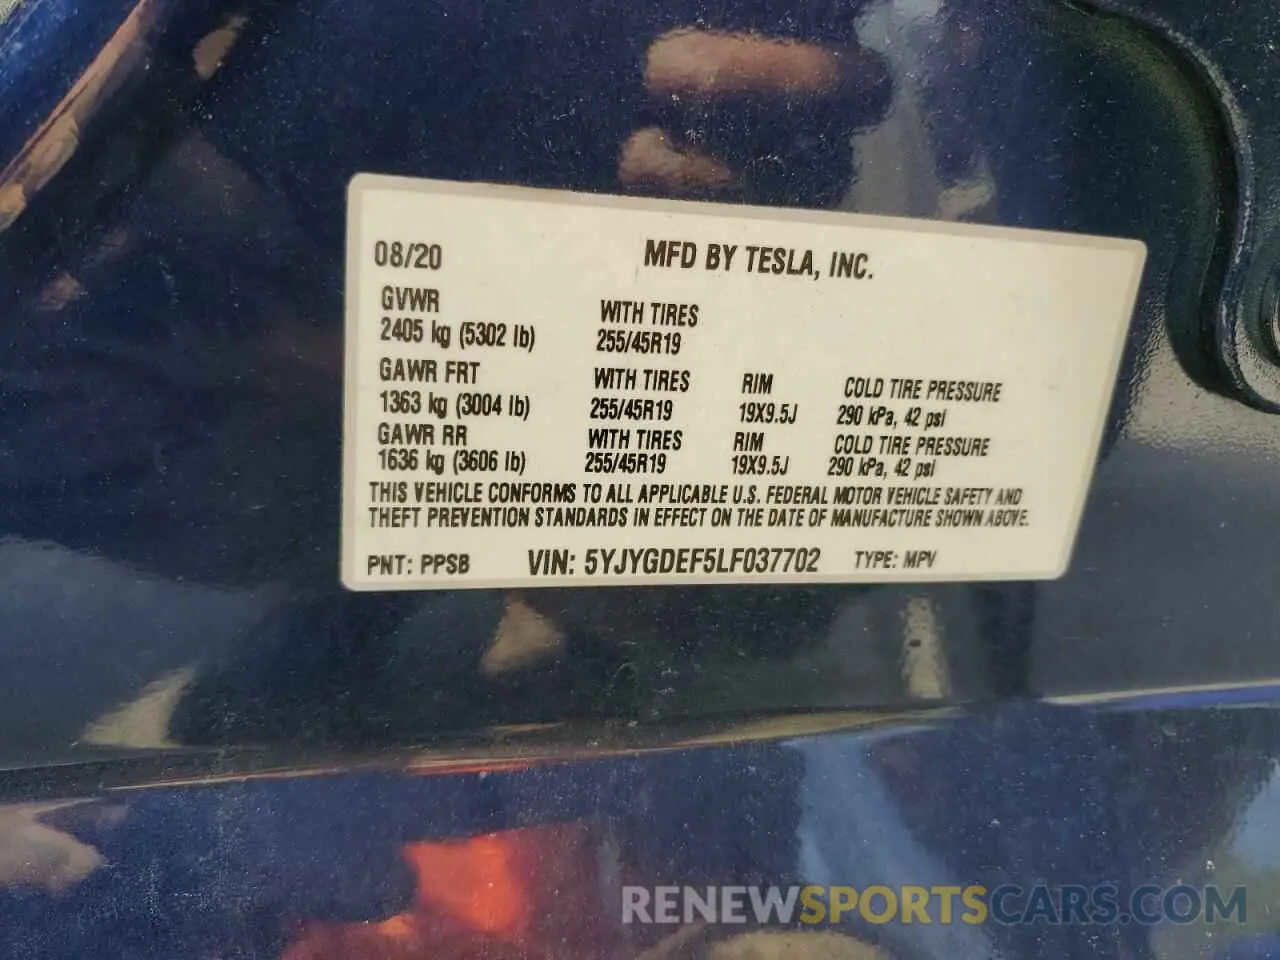 08/20 MFD BY TESLA, INC.
GVWR WITH TIRES
2405 kg (5302 lb) 255/45R19
GAWR FRT WITH TIRES RIM COLD TIRE PRESSURE
1363 kg (3004 lb) 255/45R19 19X9.5J 290 kPa, 42 psi
GAWR RR WITH TIRES RIM COLD TIRE PRESSURE
1636 kg (3606 lb) 255/45R19 19X9.5J 290 kPa, 42 psi
THIS VEHICLE CONFORMS TO ALL APPLICABLE U.S. FEDERAL MOTOR VEHICLE SAFETY AND
THEFT PREVENTION STANDARDS IN EFFECT ON THE DATE OF MANUFACTURE SHOWN ABOVE.
PNT: PPSB VIN: 5YJYGDEF5LF037702 TYPE: MPV
RENEWSPORTSCARS.COM